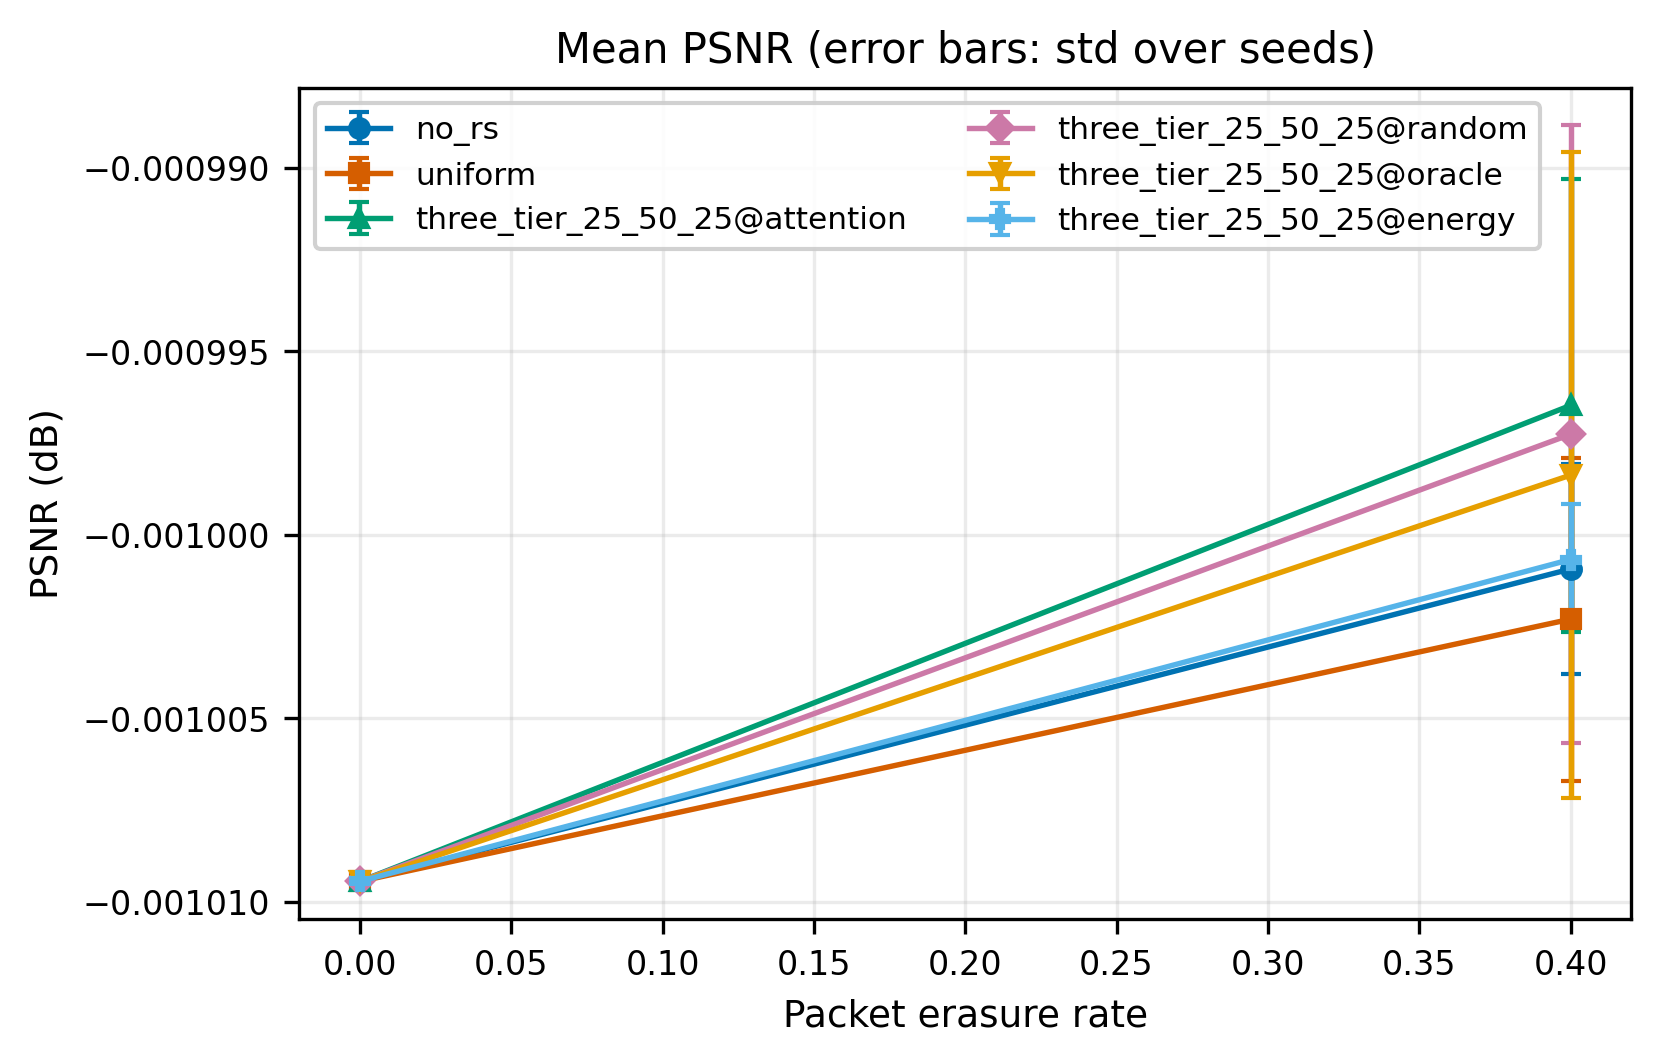 Mean PSNR (error bars: std over seeds)
no_rs
uniform
three_tier_25_50_25@attention
three_tier_25_50_25@random
three_tier_25_50_25@oracle
three_tier_25_50_25@energy
PSNR (dB)
−0.000990
−0.000995
−0.001000
−0.001005
−0.001010
0.00 0.05 0.10 0.15 0.20 0.25 0.30 0.35 0.40
Packet erasure rate